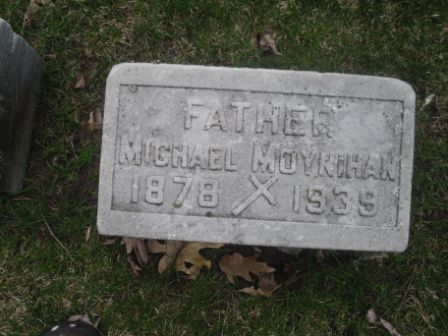 FATHER
MICHAEL MOYNIHAN
1878 1939